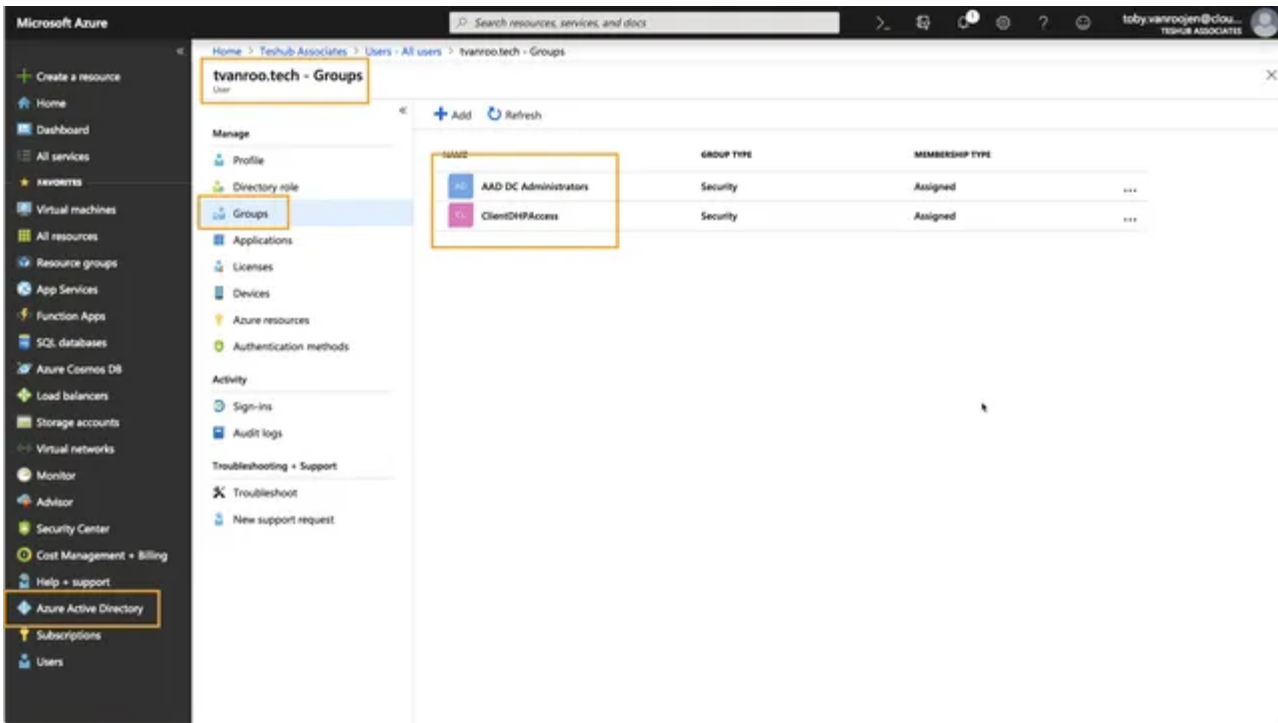 Microsoft Azure
Search resources, services, and docs
1
?
toby.vanroojen@clou...
TESHUB ASSOCIATES
«
Create a resource
Home
Dashboard
All services
FAVORITES
Virtual machines
All resources
Resource groups
App Services
Function Apps
SQL databases
Azure Cosmos DB
Load balancers
Storage accounts
Virtual networks
Monitor
Advisor
Security Center
Cost Management + Billing
Help + support
Azure Active Directory
Subscriptions
Users
Home > Teshub Associates > Users - All users > tvanroo.tech - Groups
tvanroo.tech - Groups
User
«
Manage
Profile
Directory role
Groups
Applications
Licenses
Devices
Azure resources
Authentication methods
Activity
Sign-ins
Audit logs
Troubleshooting + Support
Troubleshoot
New support request
Add Refresh
NAME GROUP TYPE MEMBERSHIP TYPE
AD AAD DC Administrators Security Assigned ...
CL ClientDHPAccess Security Assigned ...